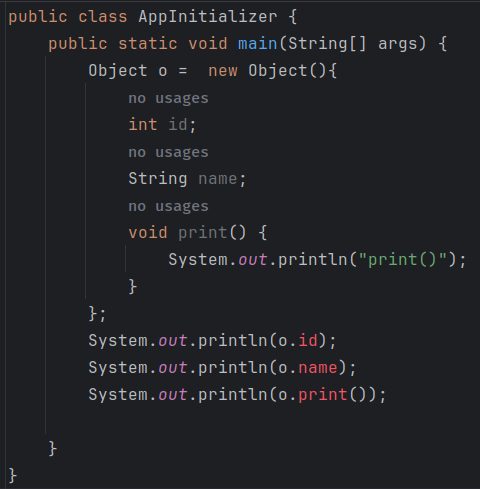 public class AppInitializer {
    public static void main(String[] args) {
        Object o =  new Object(){
            no usages
            int id;
            no usages
            String name;
            no usages
            void print() {
                System.out.println("print()");
            }
        };
        System.out.println(o.id);
        System.out.println(o.name);
        System.out.println(o.print());
    }
}